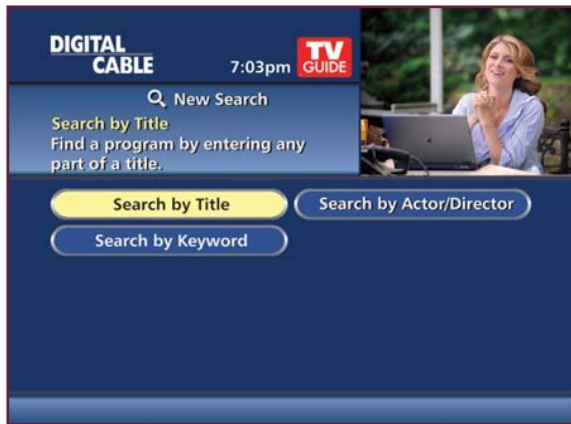 DIGITAL
CABLE
7:03pm
TV
GUIDE
New Search
Search by Title
Find a program by entering any
part of a title.
Search by Title
Search by Actor/Director
Search by Keyword